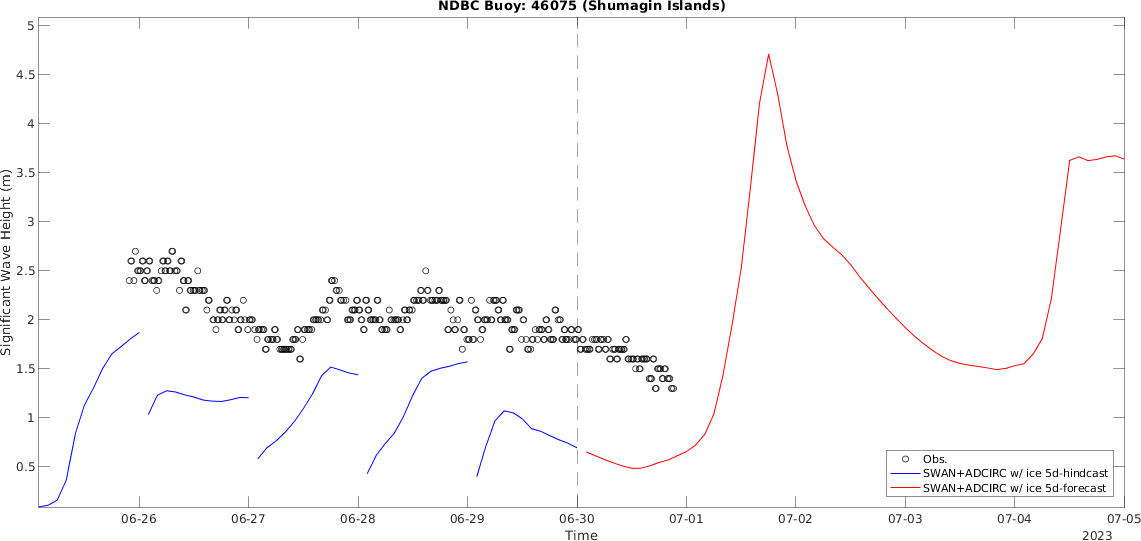 NDBC Buoy: 46075 (Shumagin Islands)
5
4.5
4
3.5
3
2.5
2
1.5
1
0.5
Significant Wave Height (m)
Obs.
SWAN+ADCIRC w/ ice 5d-hindcast
SWAN+ADCIRC w/ ice 5d-forecast
06-26 06-27 06-28 06-29 06-30 07-01 07-02 07-03 07-04 07-05
Time
2023